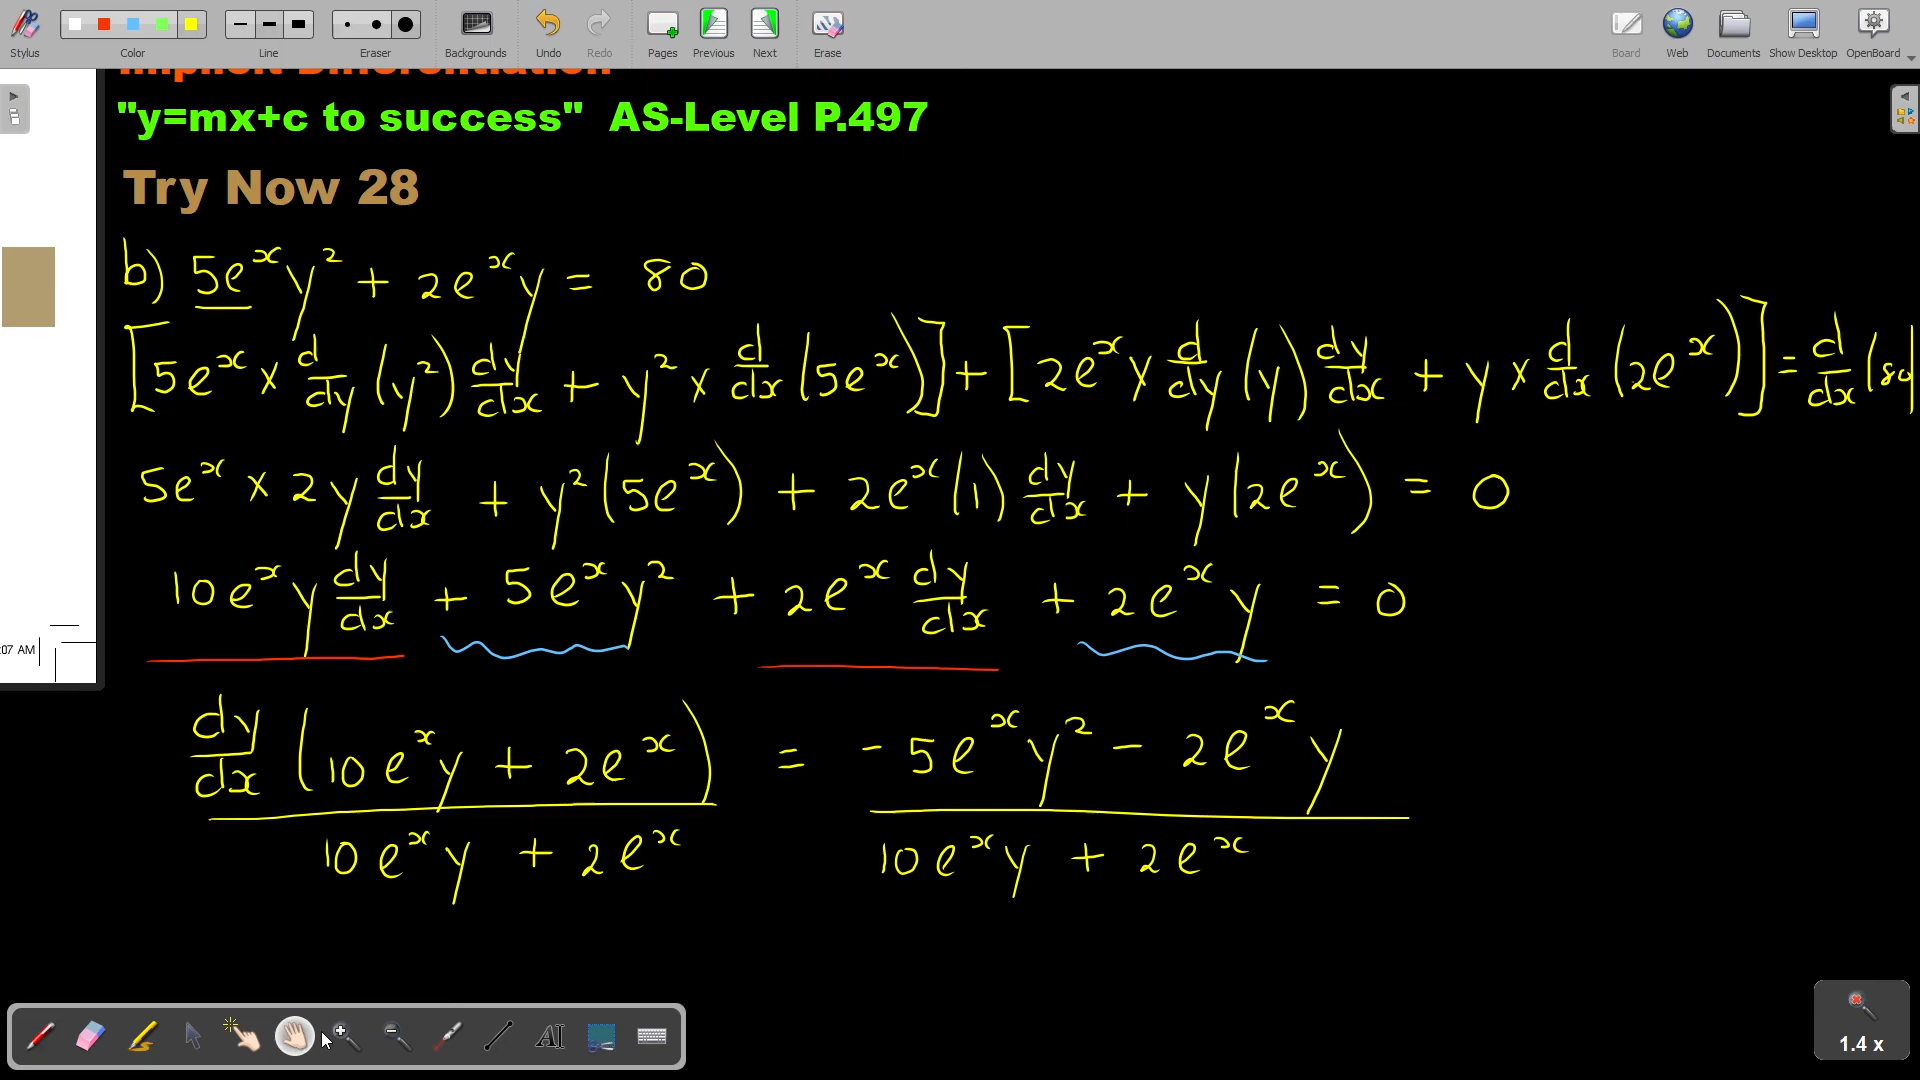 Stylus Color Line Eraser Backgrounds Undo Redo Pages Previous Next Erase Board Web Documents Show Desktop OpenBoard
"y=mx+c to success" AS-Level P.497
Try Now 28
b) 5e^x y^2 + 2e^x y = 80
[5e^x × d/dy (y^2) dy/dx + y^2 × d/dx (5e^x)] + [2e^x × d/dy (y) dy/dx + y × d/dx (2e^x)] = d/dx (80
5e^x × 2y dy/dx + y^2 (5e^x) + 2e^x (1) dy/dx + y (2e^x) = 0
10e^x y dy/dx + 5e^x y^2 + 2e^x dy/dx + 2e^x y = 0
:07 AM
dy/dx (10e^x y + 2e^x) = -5e^x y^2 - 2e^x y
10e^x y + 2e^x 10e^x y + 2e^x
1.4 x